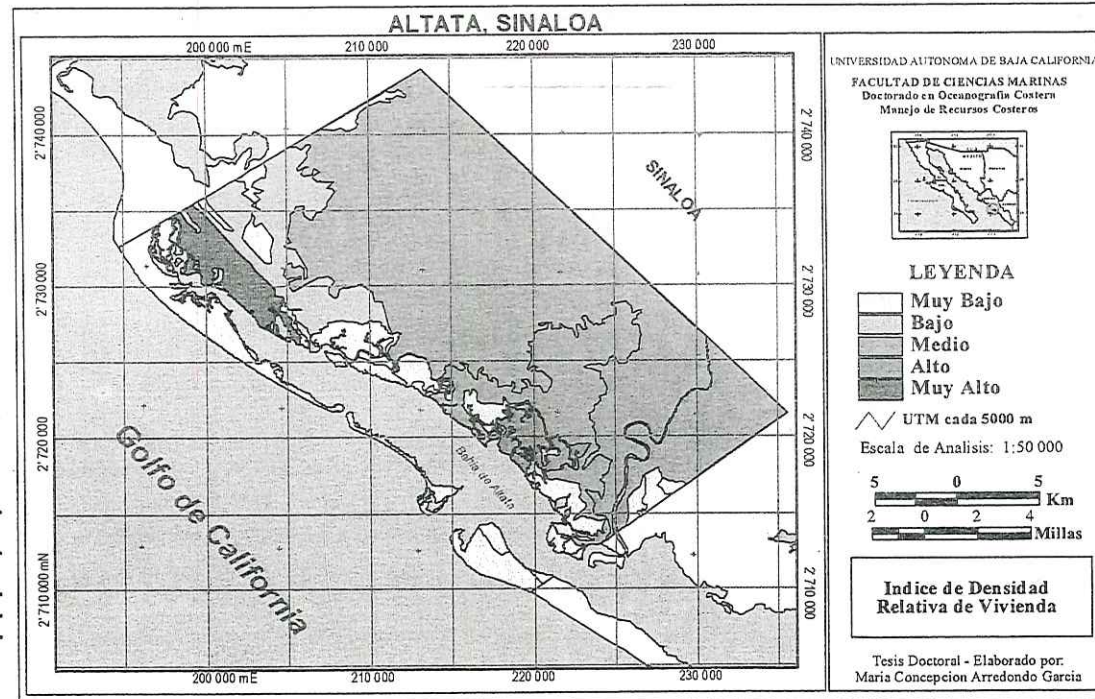 ALTATA, SINALOA
200 000 mE
210 000
220 000
230 000
2'740 000
2'730 000
2'720 000
2'710 000 mN
2'740 000
2'730 000
2'720 000
2'710 000
200 000 mE
210 000
220 000
230 000
SINALOA
Golfo de California
Bahia de Altata
UNIVERSIDAD AUTONOMA DE BAJA CALIFORNIA
FACULTAD DE CIENCIAS MARINAS
Doctorado en Oceanografia Costera
Manejo de Recursos Costeros
LEYENDA
Muy Bajo
Bajo
Medio
Alto
Muy Alto
UTM cada 5000 m
Escala de Analisis: 1:50 000
5 0 5
Km
2 0 2 4
Millas
Indice de Densidad
Relativa de Vivienda
Tesis Doctoral - Elaborado por:
Maria Concepcion Arredondo Garcia